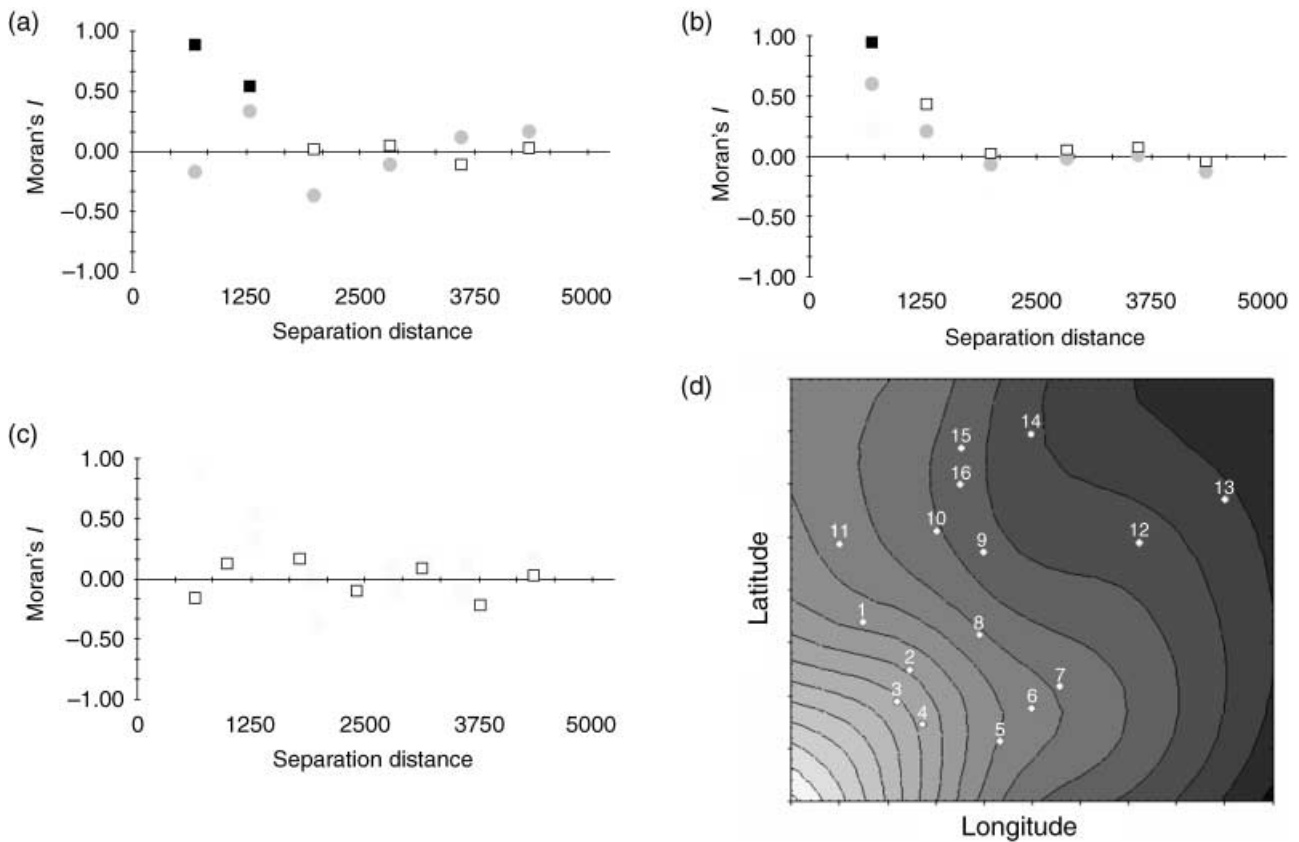 (a)
1.00
0.50
0.00
−0.50
−1.00
Moran's I
0 1250 2500 3750 5000
Separation distance
(b)
1.00
0.50
0.00
−0.50
−1.00
Moran's I
0 1250 2500 3750 5000
Separation distance
(c)
1.00
0.50
0.00
−0.50
−1.00
Moran's I
0 1250 2500 3750 5000
Separation distance
(d)
14
15
16
13
10
12
11
9
1
8
2
7
3
6
4
5
Latitude
Longitude